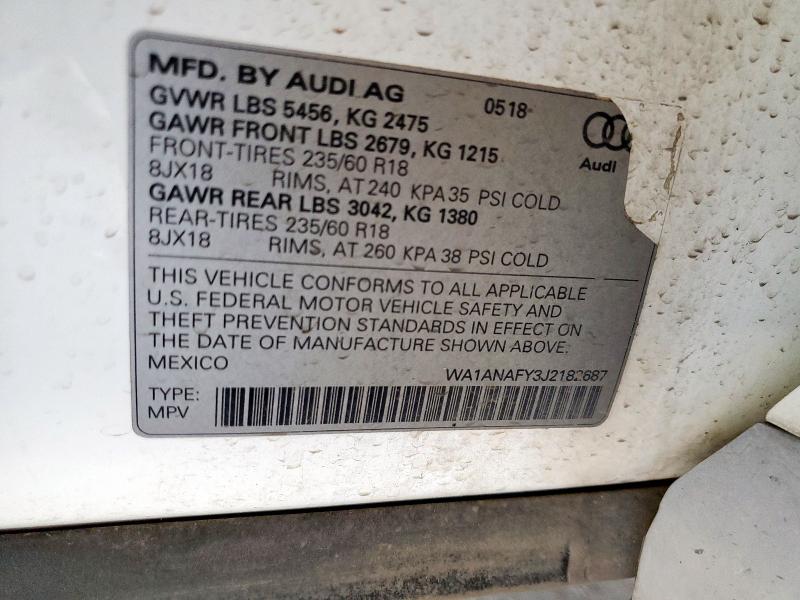 MFD. BY AUDI AG 0518
GVWR LBS 5456, KG 2475
GAWR FRONT LBS 2679, KG 1215
FRONT-TIRES 235/60 R18
8JX18 RIMS, AT 240 KPA 35 PSI COLD
GAWR REAR LBS 3042, KG 1380
REAR-TIRES 235/60 R18
8JX18 RIMS, AT 260 KPA 38 PSI COLD
Audi
THIS VEHICLE CONFORMS TO ALL APPLICABLE
U.S. FEDERAL MOTOR VEHICLE SAFETY AND
THEFT PREVENTION STANDARDS IN EFFECT ON
THE DATE OF MANUFACTURE SHOWN ABOVE.
MEXICO
WA1ANAFY3J2182687
TYPE:
MPV